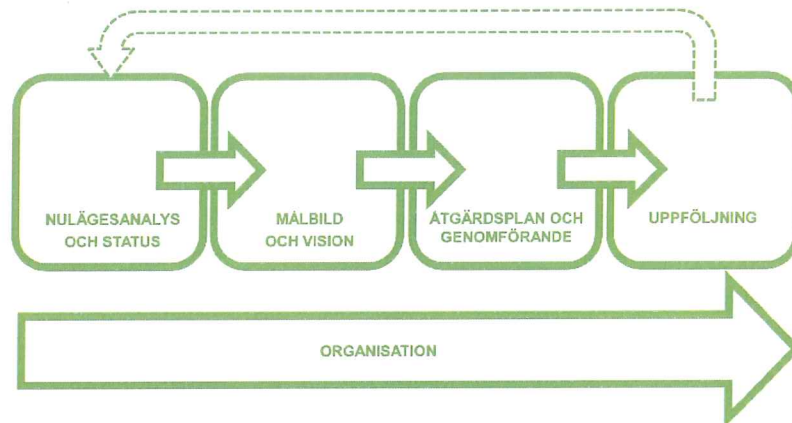 NULÄGESANALYS
OCH STATUS
MÅLBILD
OCH VISION
ÅTGÄRDSPLAN OCH
GENOMFÖRANDE
UPPFÖLJNING
ORGANISATION